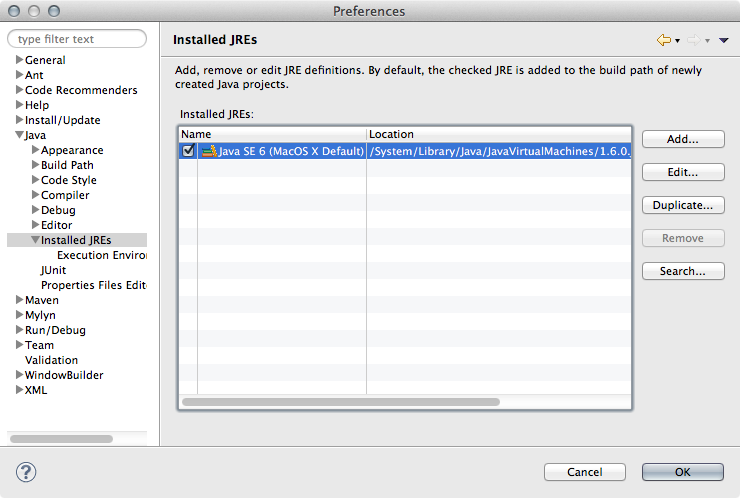 Preferences
type filter text
General
Ant
Code Recommenders
Help
Install/Update
Java
Appearance
Build Path
Code Style
Compiler
Debug
Editor
Installed JREs
Execution Enviro
JUnit
Properties Files Edit
Maven
Mylyn
Run/Debug
Team
Validation
WindowBuilder
XML
Installed JREs
Add, remove or edit JRE definitions. By default, the checked JRE is added to the build path of newly
created Java projects.
Installed JREs:
Name Location
Java SE 6 (MacOS X Default) /System/Library/Java/JavaVirtualMachines/1.6.0.
Add...
Edit...
Duplicate...
Remove
Search...
?
Cancel OK